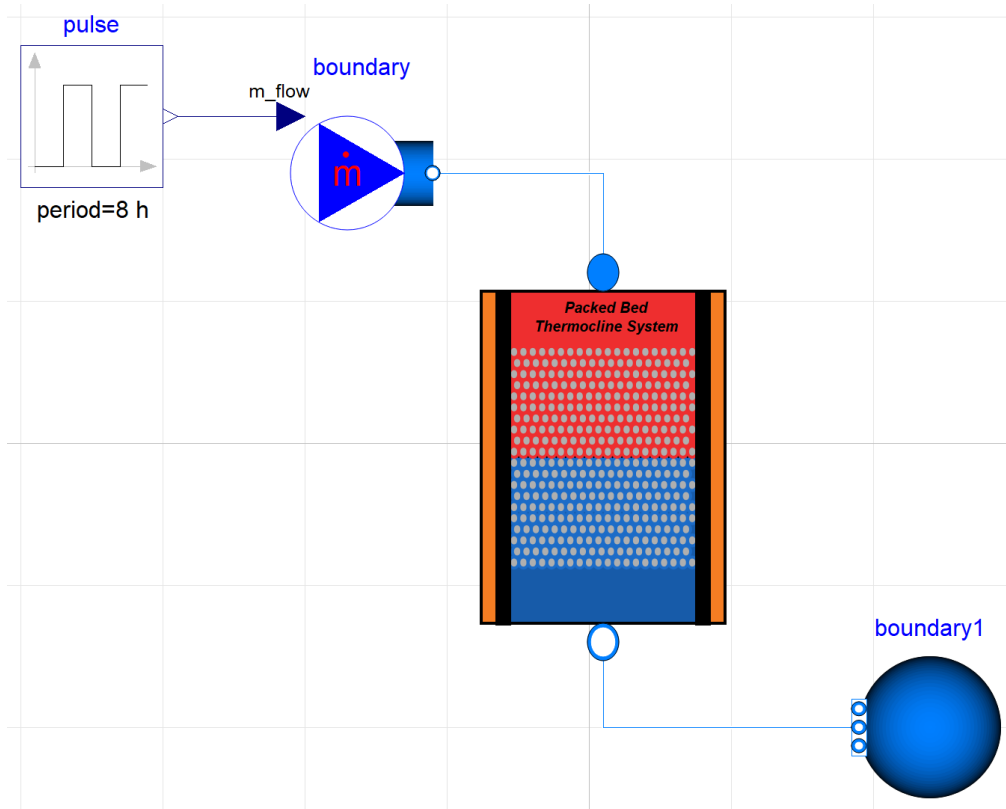 pulse
boundary
m_flow
ṁ
period=8 h
Packed Bed
Thermocline System
boundary1